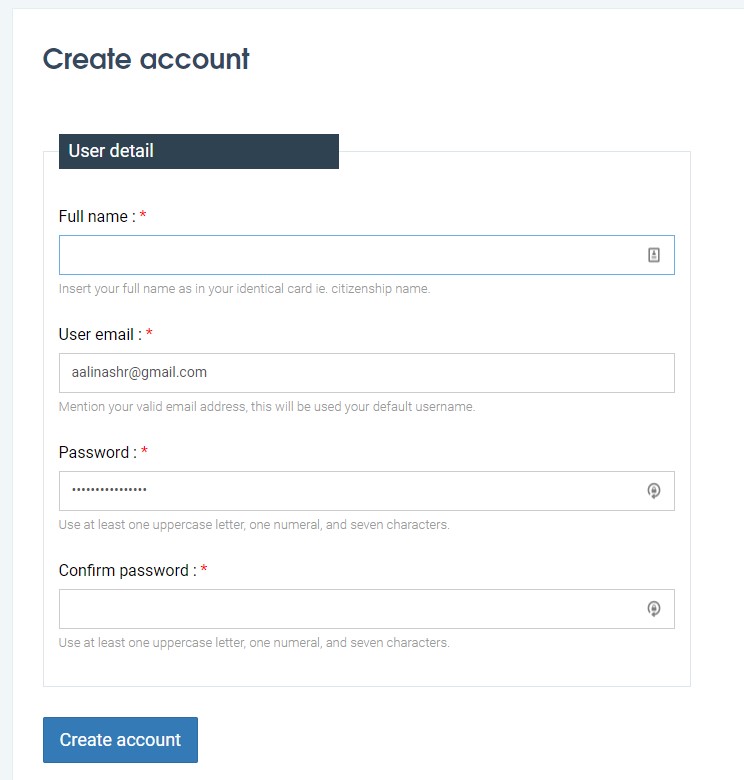 Create account
User detail
Full name : *
Insert your full name as in your identical card ie. citizenship name.
User email : *
aalinashr@gmail.com
Mention your valid email address, this will be used your default username.
Password : *
••••••••••••••••
Use at least one uppercase letter, one numeral, and seven characters.
Confirm password : *
Use at least one uppercase letter, one numeral, and seven characters.
Create account